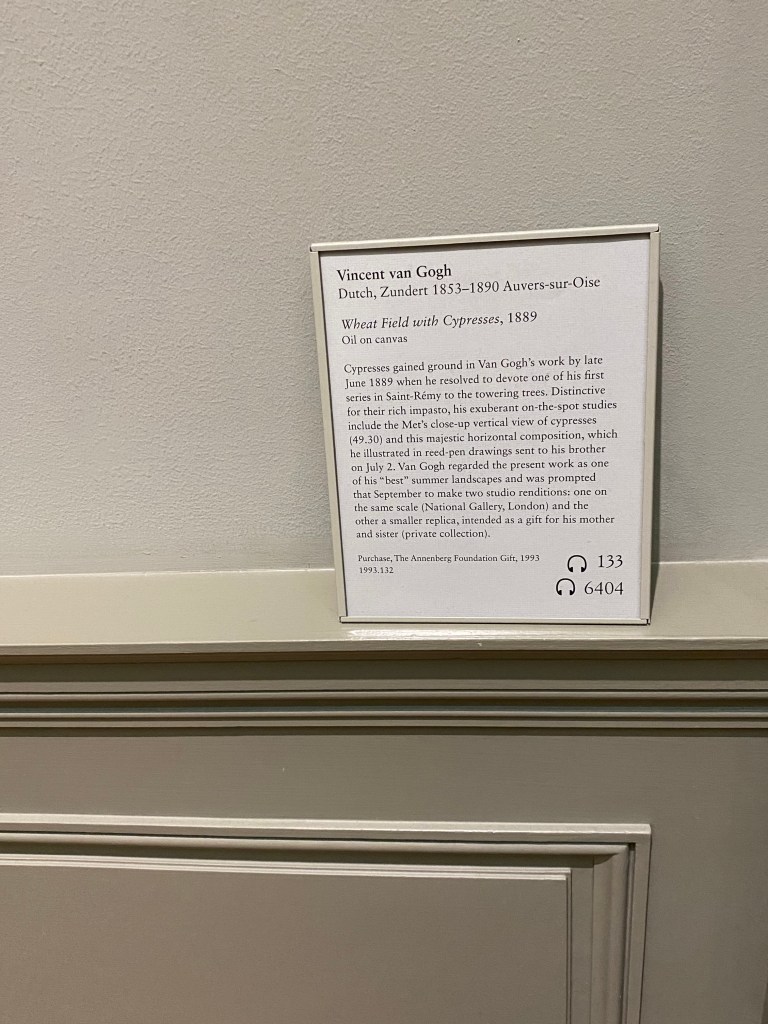 Vincent van Gogh
Dutch, Zundert 1853–1890 Auvers-sur-Oise
Wheat Field with Cypresses, 1889
Oil on canvas
Cypresses gained ground in Van Gogh's work by late
June 1889 when he resolved to devote one of his first
series in Saint-Rémy to the towering trees. Distinctive
for their rich impasto, his exuberant on-the-spot studies
include the Met's close-up vertical view of cypresses
(49.30) and this majestic horizontal composition, which
he illustrated in reed-pen drawings sent to his brother
on July 2. Van Gogh regarded the present work as one
of his “best” summer landscapes and was prompted
that September to make two studio renditions: one on
the same scale (National Gallery, London) and the
other a smaller replica, intended as a gift for his mother
and sister (private collection).
Purchase, The Annenberg Foundation Gift, 1993
1993.132
133
6404